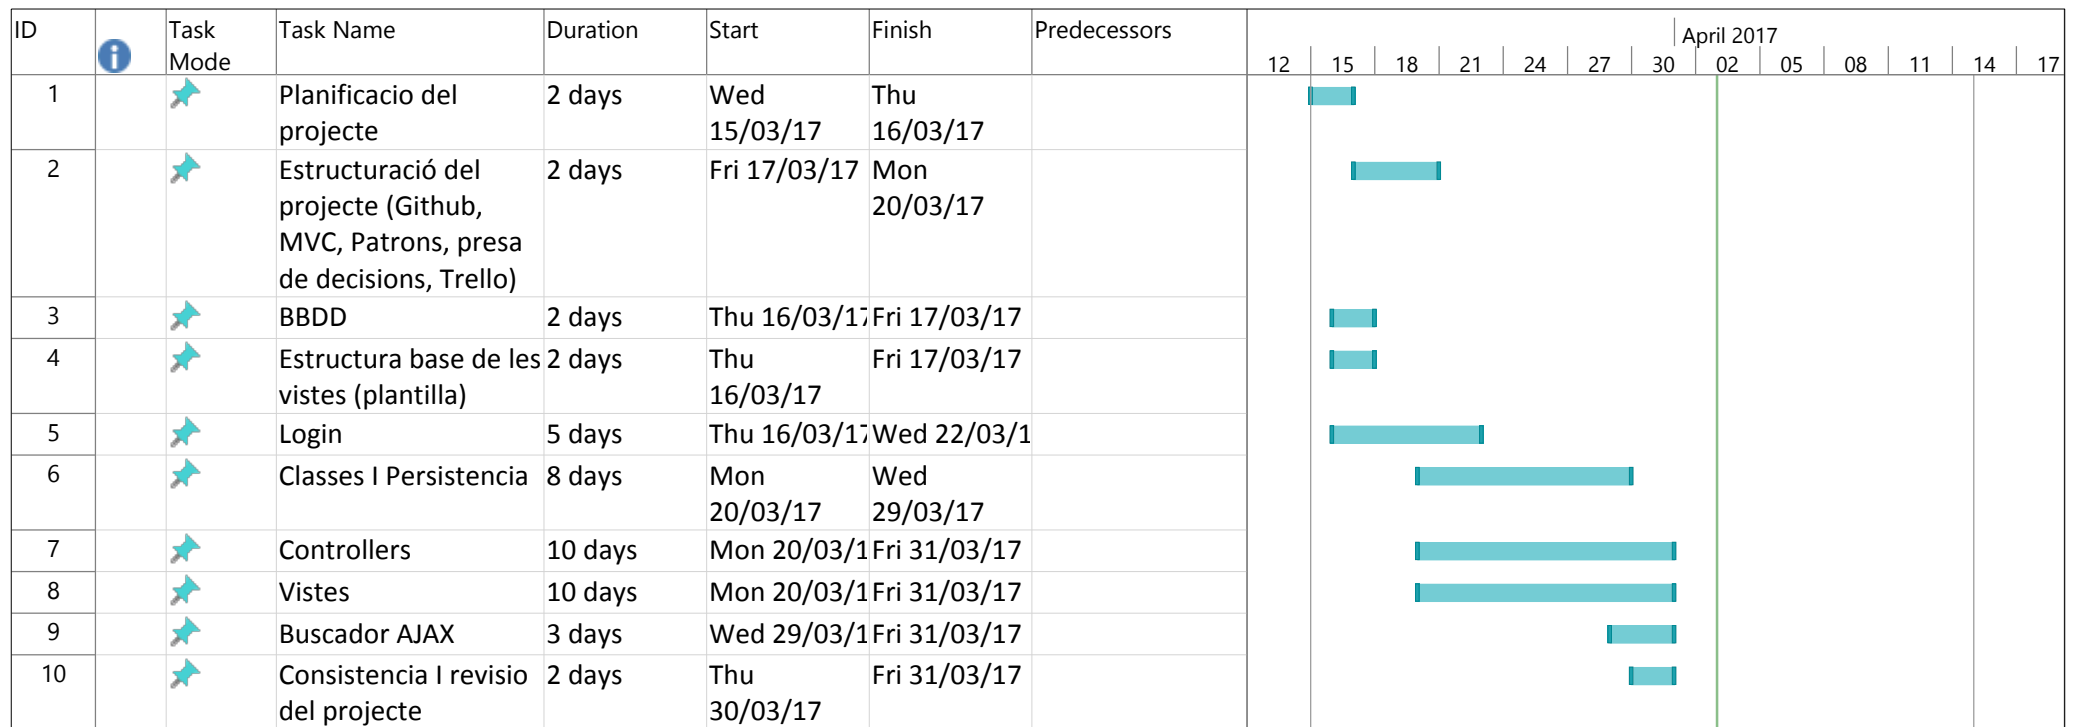 ID Task Mode Task Name Duration Start Finish Predecessors
April 2017
12 15 18 21 24 27 30 02 05 08 11 14 17
1 Planificacio del 2 days Wed Thu
projecte 15/03/17 16/03/17
2 Estructuració del 2 days Fri 17/03/17 Mon
projecte (Github, 20/03/17
MVC, Patrons, presa
de decisions, Trello)
3 BBDD 2 days Thu 16/03/17 Fri 17/03/17
4 Estructura base de les 2 days Thu Fri 17/03/17
vistes (plantilla) 16/03/17
5 Login 5 days Thu 16/03/17 Wed 22/03/1
6 Classes I Persistencia 8 days Mon Wed
20/03/17 29/03/17
7 Controllers 10 days Mon 20/03/1 Fri 31/03/17
8 Vistes 10 days Mon 20/03/1 Fri 31/03/17
9 Buscador AJAX 3 days Wed 29/03/1 Fri 31/03/17
10 Consistencia I revisio 2 days Thu Fri 31/03/17
del projecte 30/03/17